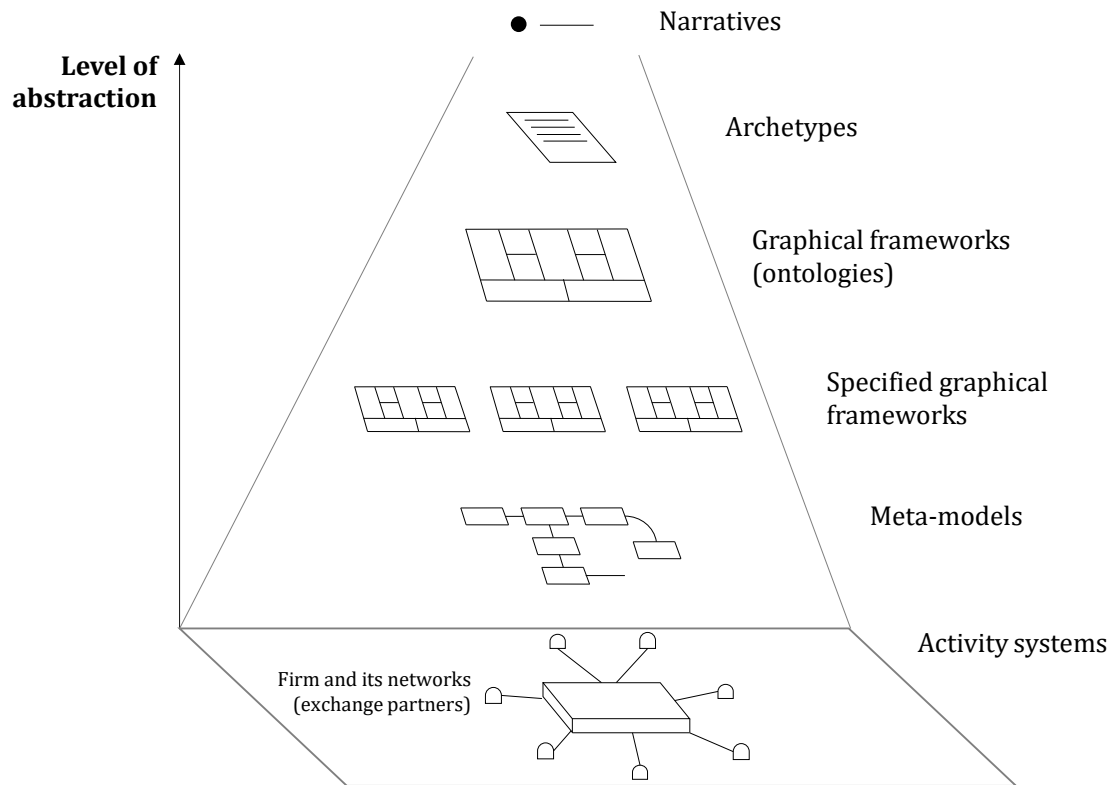 Narratives
Level of
abstraction
Archetypes
Graphical frameworks
(ontologies)
Specified graphical
frameworks
Meta-models
Activity systems
Firm and its networks
(exchange partners)